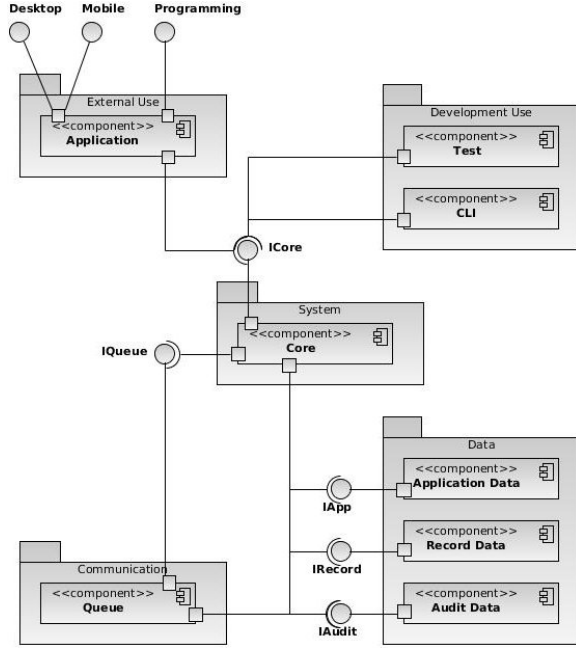 Desktop
Mobile
Programming
External Use
<<component>>
Application
Development Use
<<component>>
Test
<<component>>
CLI
ICore
System
<<component>>
Core
IQueue
Data
<<component>>
Application Data
IApp
<<component>>
Record Data
IRecord
Communication
<<component>>
Queue
<<component>>
Audit Data
IAudit